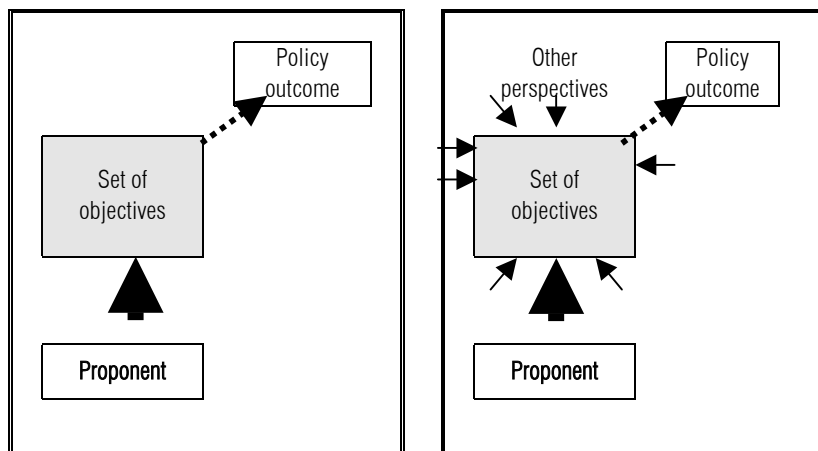 Policy
outcome
Set of
objectives
Proponent
Other
perspectives
Policy
outcome
Set of
objectives
Proponent